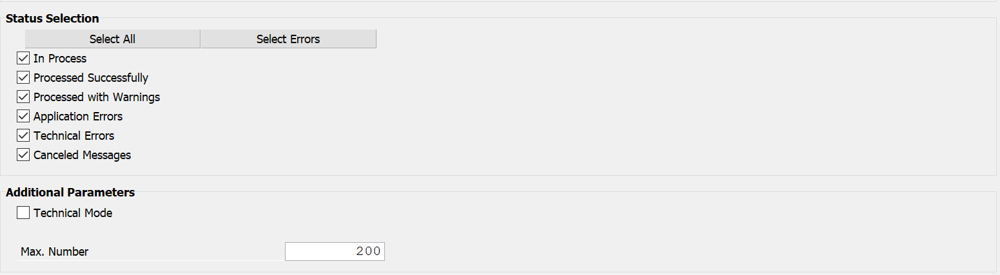 Status Selection
Select All Select Errors
In Process
Processed Successfully
Processed with Warnings
Application Errors
Technical Errors
Canceled Messages
Additional Parameters
Technical Mode
Max. Number 200